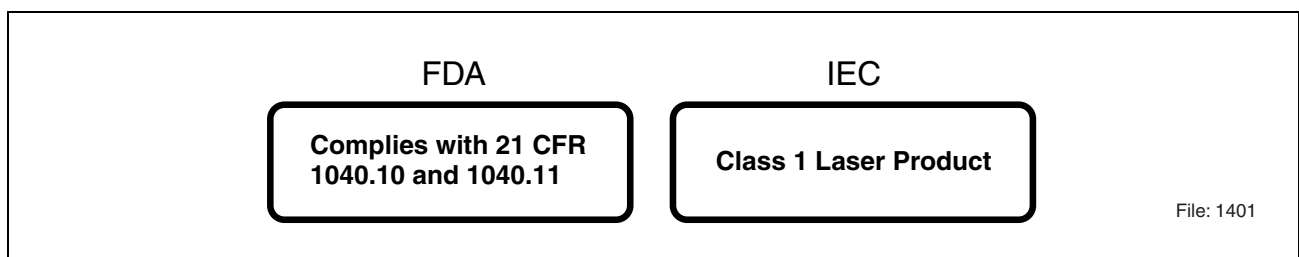 FDA
IEC
Complies with 21 CFR
1040.10 and 1040.11
Class 1 Laser Product
File: 1401